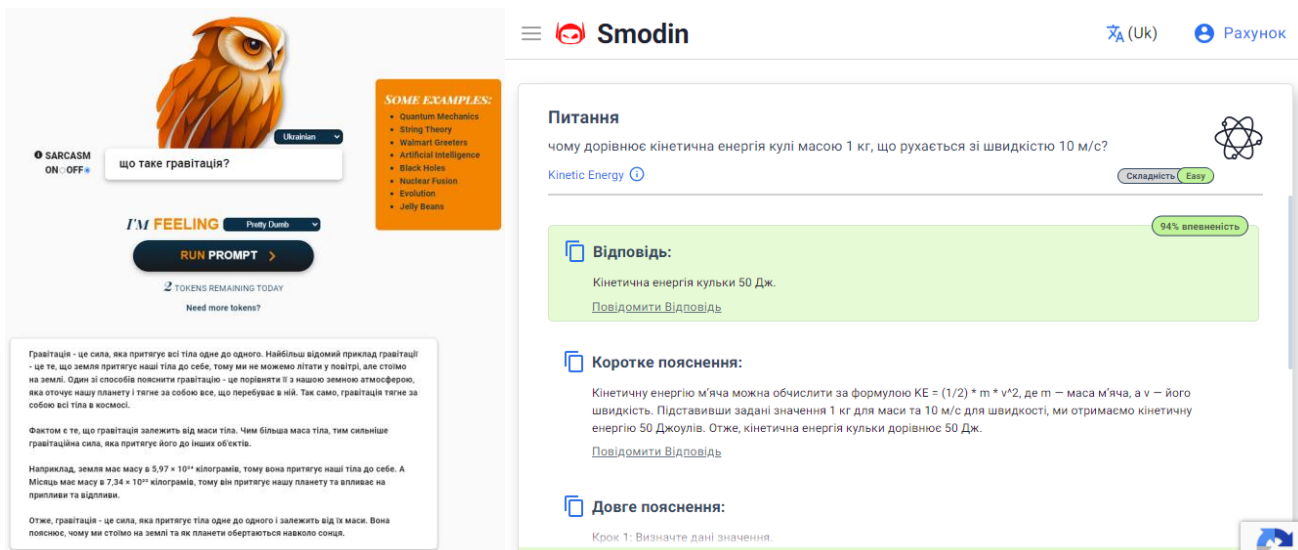 SOME EXAMPLES:
Quantum Mechanics
String Theory
Walmart Greeters
Artificial Intelligence
Black Holes
Nuclear Fusion
Evolution
Jelly Beans
Ukrainian
SARCASM
ON OFF
що таке гравітація?
I'M FEELING Pretty Dumb
RUN PROMPT >
2 TOKENS REMAINING TODAY
Need more tokens?
Гравітація - це сила, яка притягує всі тіла одне до одного. Найбільш відомий приклад гравітації
- це те, що земля притягує наші тіла до себе, тому ми не можемо літати у повітрі, але стоїмо
на землі. Один зі способів пояснити гравітацію - це порівняти її з нашою земною атмосферою,
яка оточує нашу планету і тягне за собою все, що перебуває в ній. Так само, гравітація тягне за
собою всі тіла в космосі.
Фактом є те, що гравітація залежить від маси тіла. Чим більша маса тіла, тим сильніше
гравітаційна сила, яка притягує його до інших об'єктів.
Наприклад, земля має масу в 5,97 × 10²⁴ кілограмів, тому вона притягує наші тіла до себе. А
Місяць має масу в 7,34 × 10²² кілограмів, тому він притягує нашу планету та впливає на
припливи та відпливи.
Отже, гравітація - це сила, яка притягує тіла одне до одного і залежить від їх маси. Вона
пояснює, чому ми стоїмо на землі та як планети обертаються навколо сонця.
Smodin
(Uk)
Рахунок
Питання
чому дорівнює кінетична енергія кулі масою 1 кг, що рухається зі швидкістю 10 м/с?
Kinetic Energy
Складність Easy
94% впевненість
Відповідь:
Кінетична енергія кульки 50 Дж.
Повідомити Відповідь
Коротке пояснення:
Кінетичну енергію м’яча можна обчислити за формулою KE = (1/2) * m * v^2, де m — маса м’яча, а v — його
швидкість. Підставивши задані значення 1 кг для маси та 10 м/с для швидкості, ми отримаємо кінетичну
енергію 50 Джоулів. Отже, кінетична енергія кульки дорівнює 50 Дж.
Повідомити Відповідь
Довге пояснення:
Крок 1: Визначте дані значення.